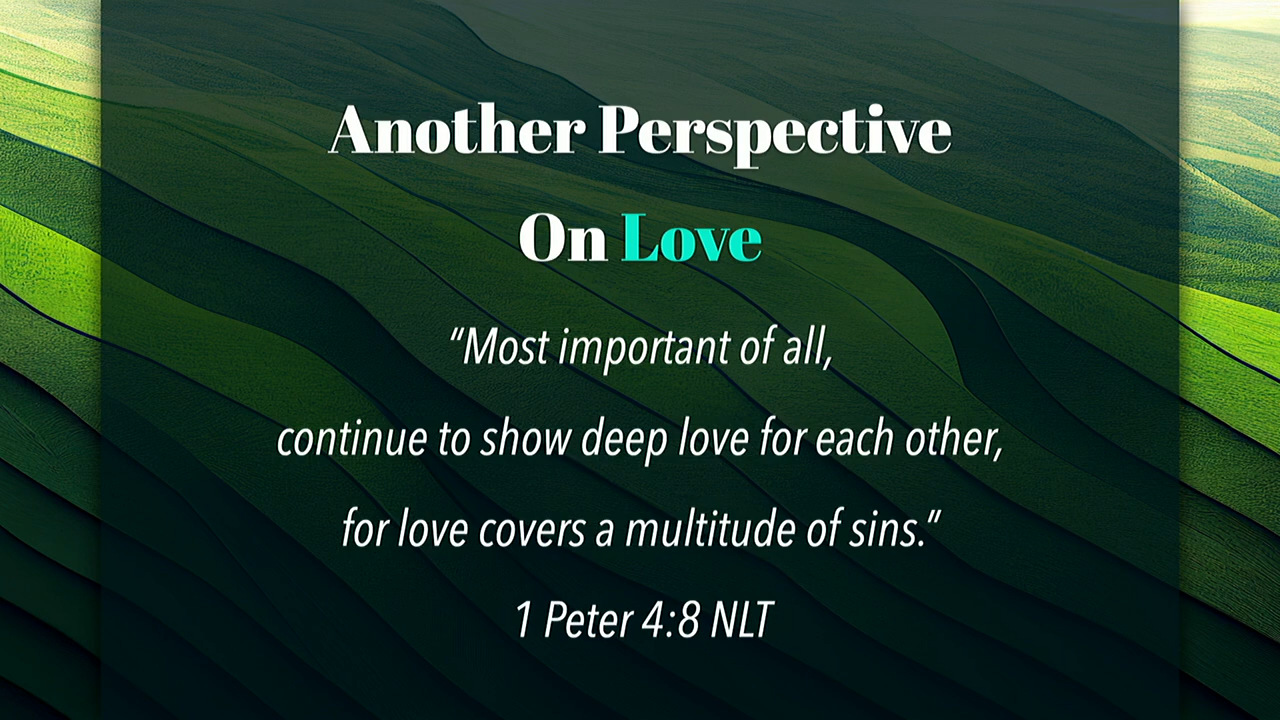 Another Perspective
On Love
“Most important of all,
continue to show deep love for each other,
for love covers a multitude of sins.”
1 Peter 4:8 NLT